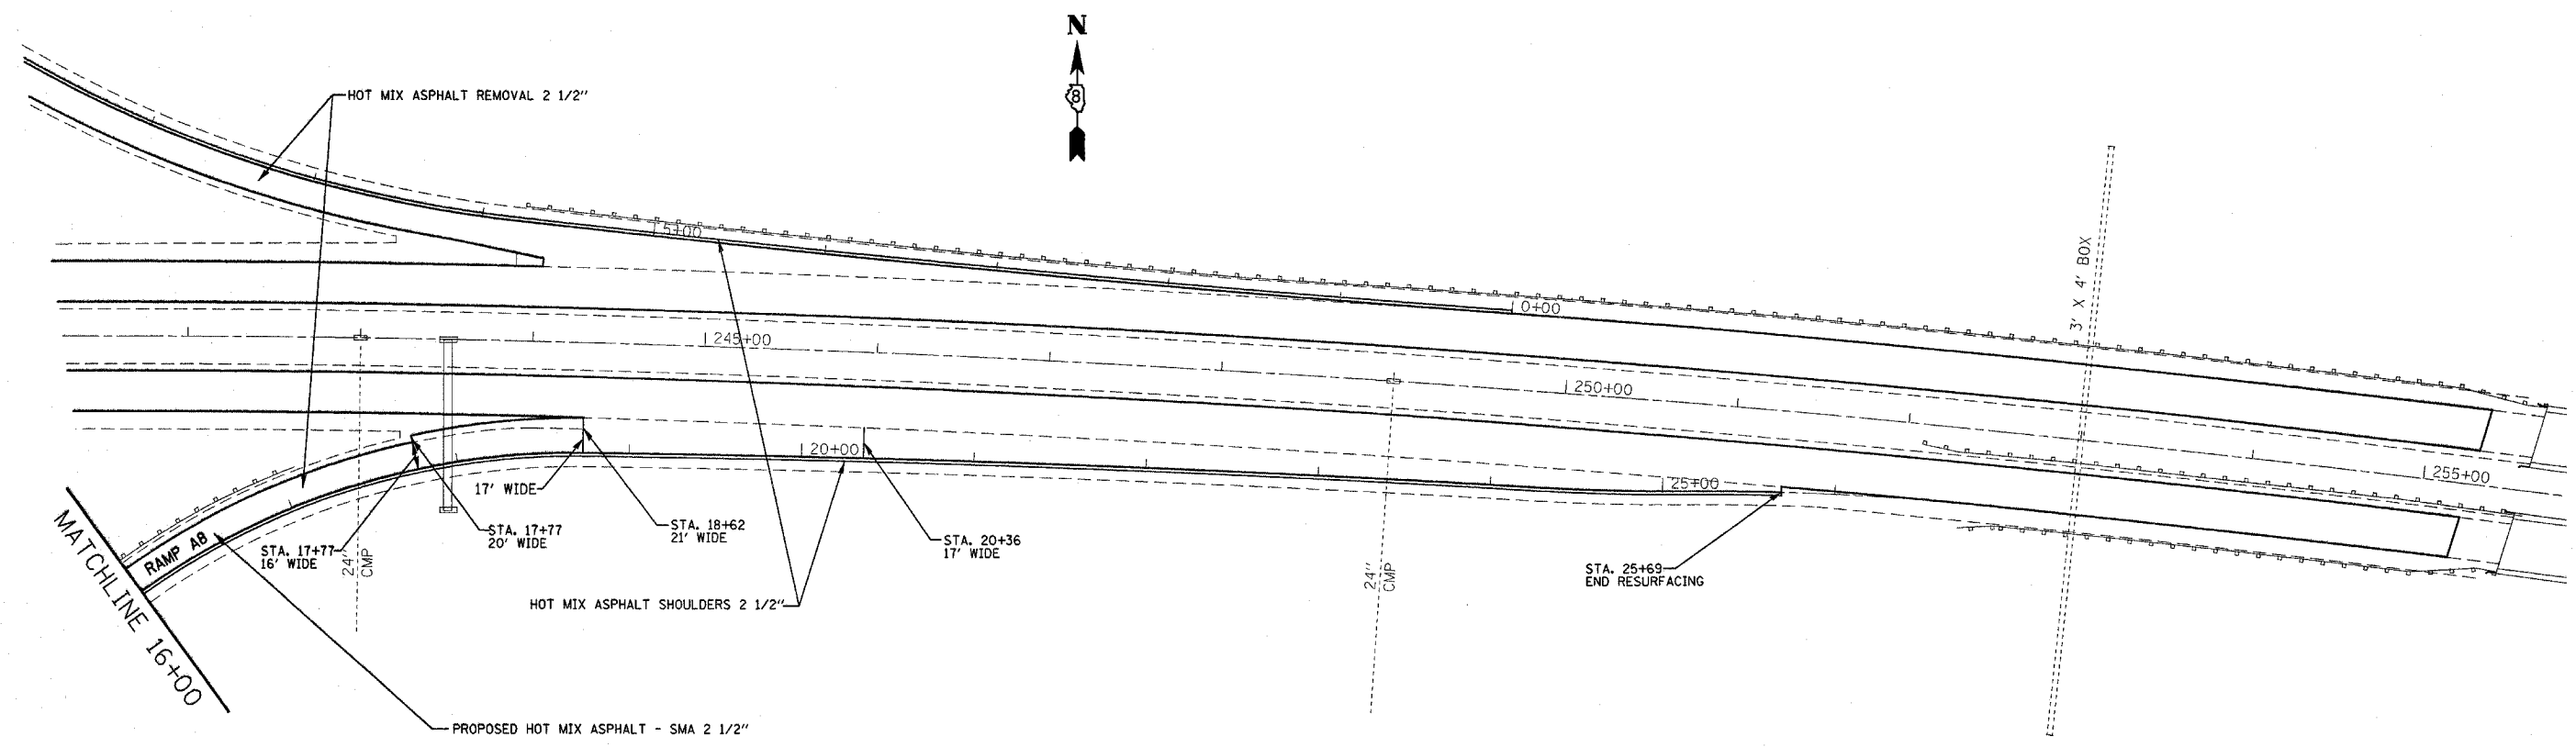 N
8
HOT MIX ASPHALT REMOVAL 2 1/2"
5+00
0+00
3' X 4' BOX
245+00
250+00
255+00
20+00
25+00
17' WIDE
STA. 17+77
20' WIDE
STA. 18+62
21' WIDE
STA. 20+36
17' WIDE
STA. 17+77
16' WIDE
24"
CMP
24"
CMP
STA. 25+69
END RESURFACING
RAMP A8
MATCHLINE 16+00
HOT MIX ASPHALT SHOULDERS 2 1/2"
PROPOSED HOT MIX ASPHALT - SMA 2 1/2"